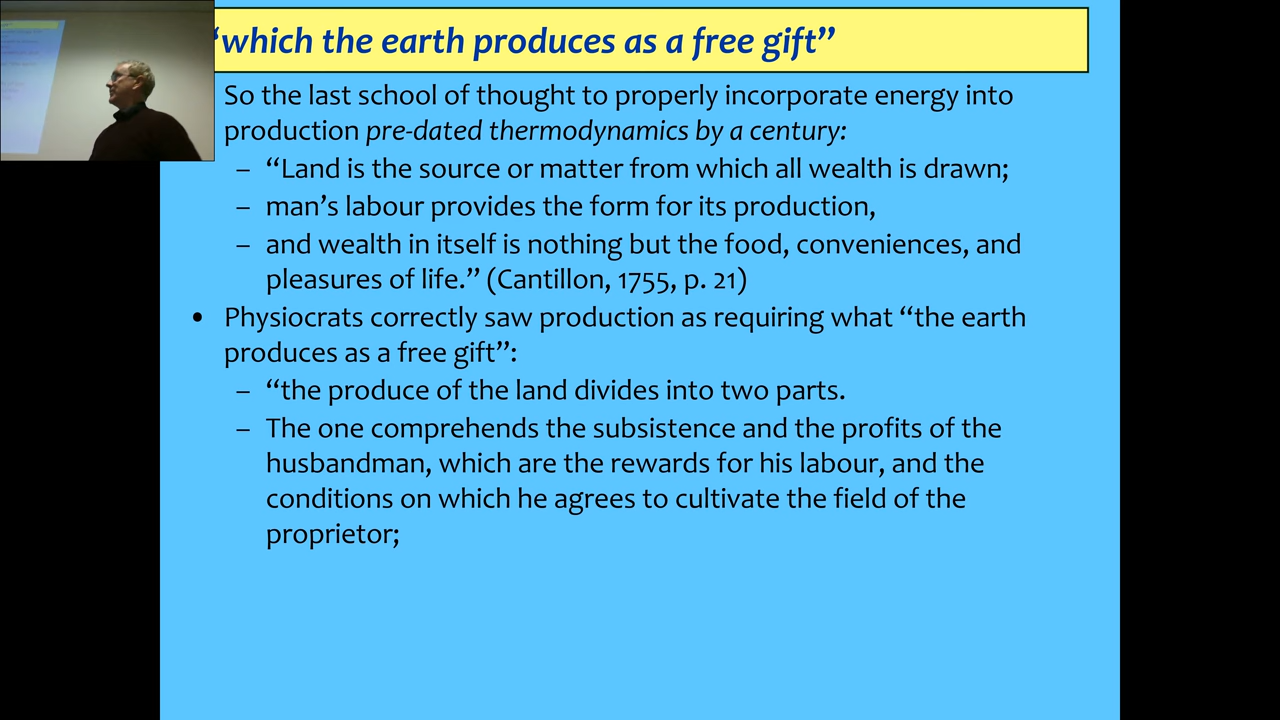 “which the earth produces as a free gift”
So the last school of thought to properly incorporate energy into
production pre-dated thermodynamics by a century:
– “Land is the source or matter from which all wealth is drawn;
– man’s labour provides the form for its production,
– and wealth in itself is nothing but the food, conveniences, and
pleasures of life.” (Cantillon, 1755, p. 21)
• Physiocrats correctly saw production as requiring what “the earth
produces as a free gift”:
– “the produce of the land divides into two parts.
– The one comprehends the subsistence and the profits of the
husbandman, which are the rewards for his labour, and the
conditions on which he agrees to cultivate the field of the
proprietor;